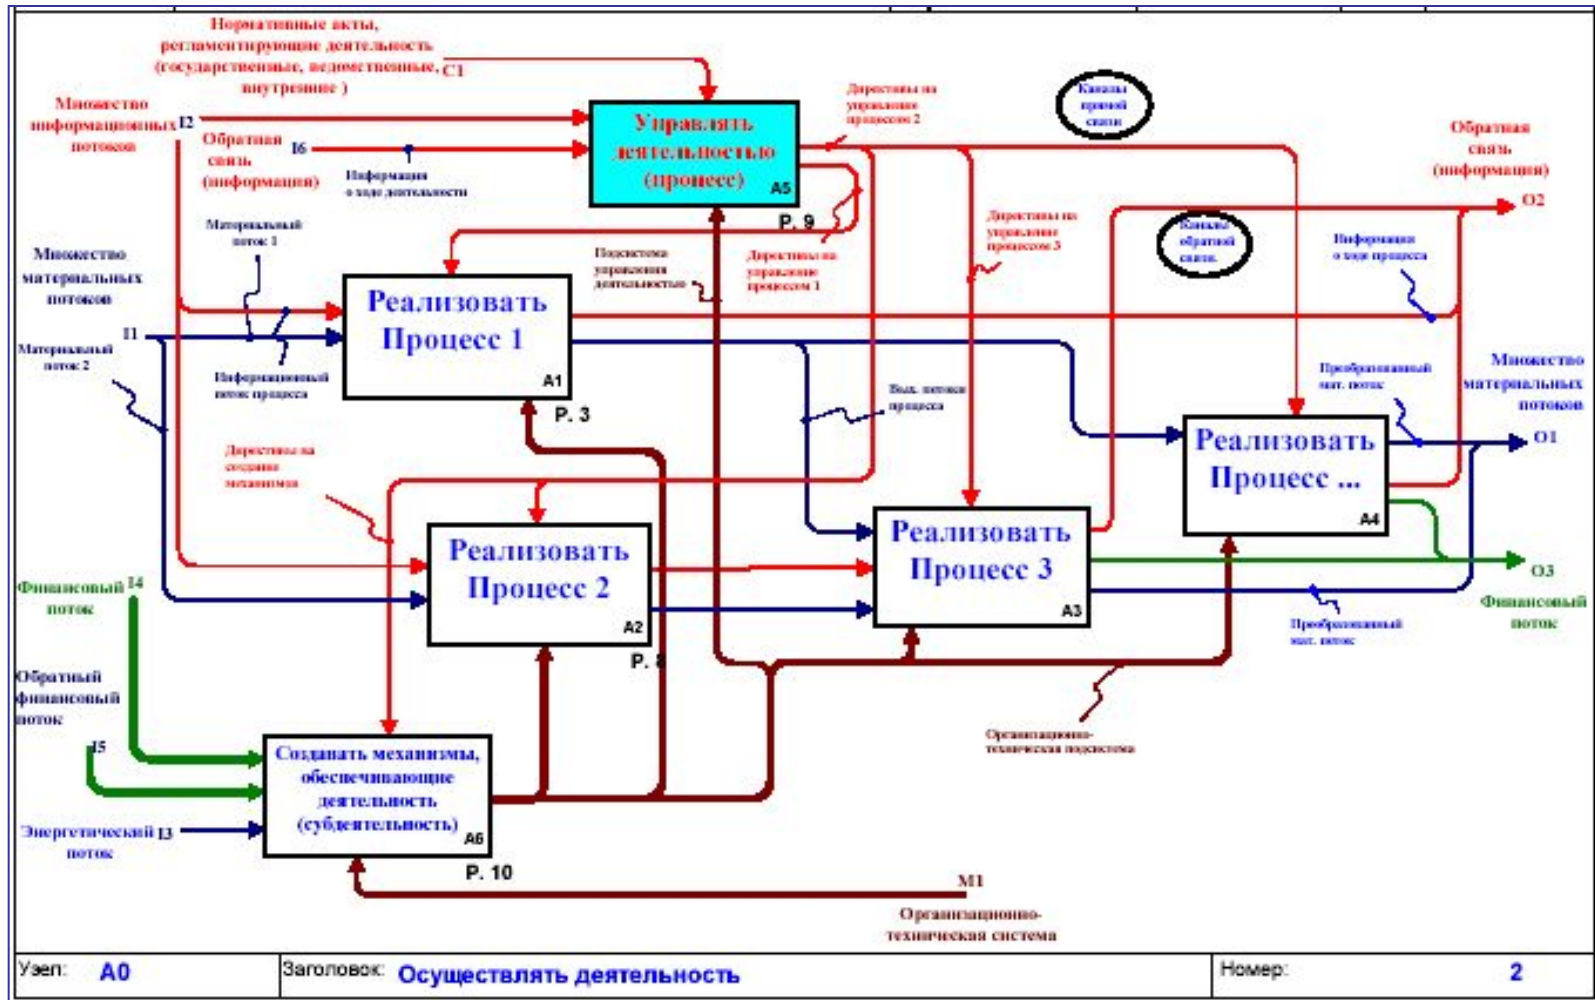 Нормативные акты,
регламентирующие деятельность
(государственные, ведомственные,
внутренние )
C1
Множество
информационных
потоков
I2
Обратная
связь
(информация)
I6
Информация
о ходе деятельности
Управлять
деятельностью
(процесс)
A5
P. 9
Директивы на
управление
процессом 2
Каналы
прямой
связи
Обратная
связь
(информация)
O2
Материальный
поток 1
Множество
материальных
потоков
I1
Материальный
поток 2
Информационный
поток процесса
Реализовать
Процесс 1
A1
P. 3
Подсистема
управления
деятельностью
Директивы на
управление
процессом 1
Директивы на
управление
процессом 3
Каналы
обратной
связи.
Информация
о ходе процесса
Вых. потоки
процесса
Преобразованный
мат. поток
Множество
материальных
потоков
O1
Реализовать
Процесс ...
A4
Директивы на
создание
механизмов
Реализовать
Процесс 2
A2
P. 8
Реализовать
Процесс 3
A3
O3
Финансовый
поток
Преобразованный
мат. поток
Финансовый
поток
I4
Обратный
финансовый
поток
I5
Энергетический
поток
I3
Создавать механизмы,
обеспечивающие
деятельность
(субдеятельность)
A6
P. 10
Организационно-
техническая подсистема
M1
Организационно-
техническая система
Узел: A0
Заголовок: Осуществлять деятельность
Номер: 2